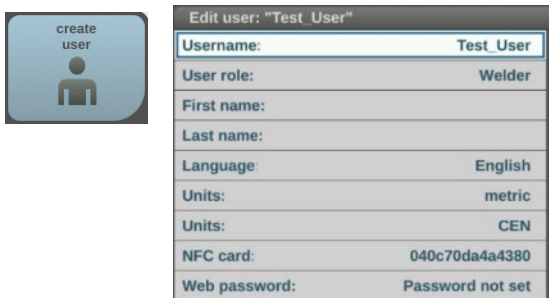 create
user
Edit user: "Test_User"
Username: Test_User
User role: Welder
First name:
Last name:
Language: English
Units: metric
Units: CEN
NFC card: 040c70da4a4380
Web password: Password not set